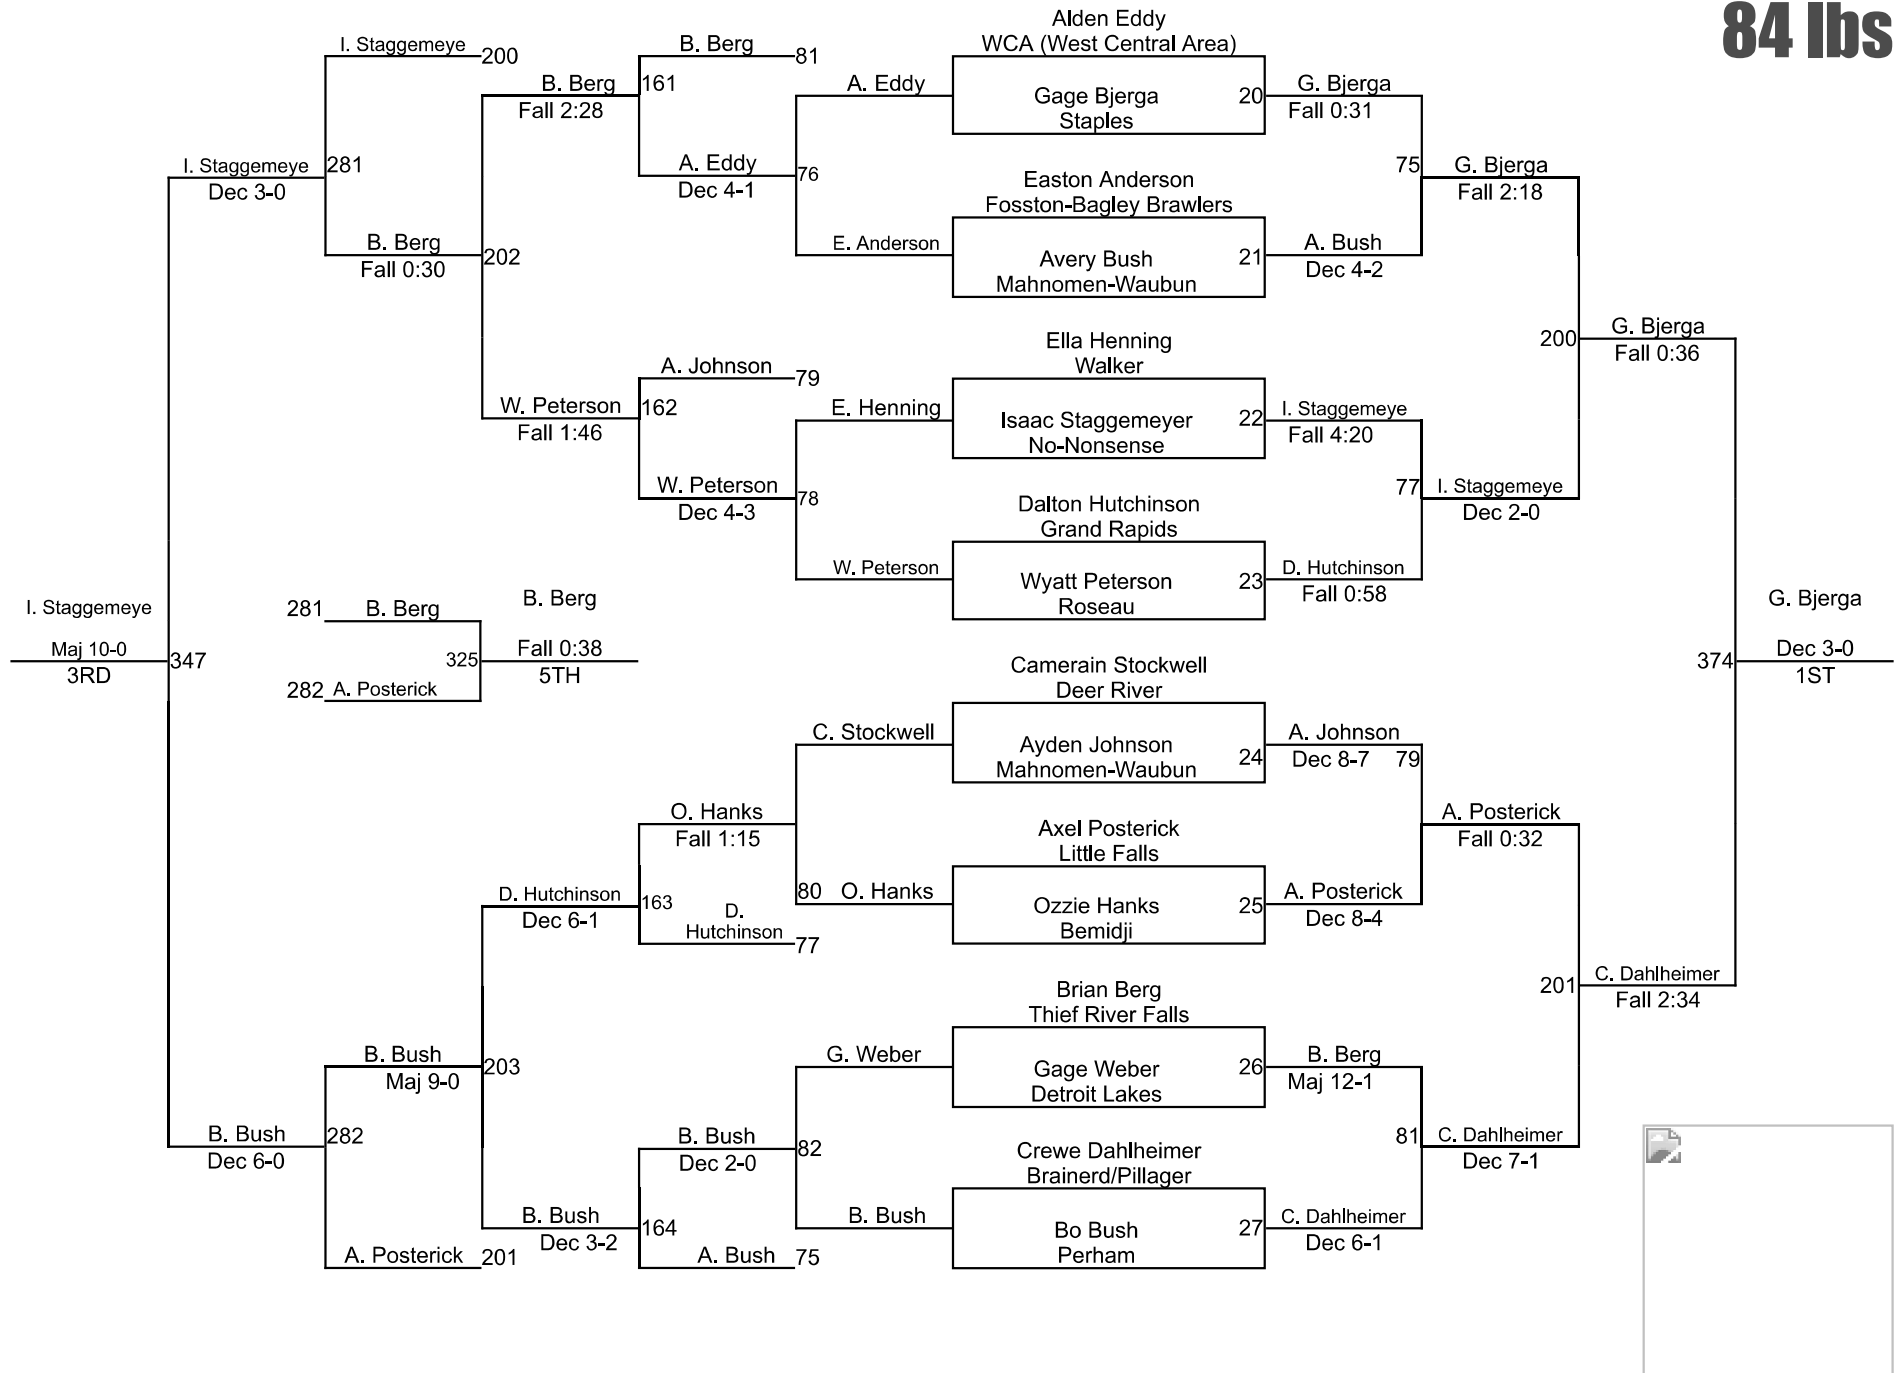 84 lbs
Alden Eddy
WCA (West Central Area)
I. Staggemeye
200
B. Berg
81
B. Berg
161
Fall 2:28
A. Eddy
Gage Bjerga
20
Staples
G. Bjerga
Fall 0:31
I. Staggemeye
281
Dec 3-0
A. Eddy
76
Dec 4-1
Easton Anderson
Fosston-Bagley Brawlers
75
G. Bjerga
Fall 2:18
B. Berg
202
Fall 0:30
E. Anderson
Avery Bush
21
Mahnomen-Waubun
A. Bush
Dec 4-2
Ella Henning
Walker
200
G. Bjerga
Fall 0:36
A. Johnson
79
W. Peterson
162
Fall 1:46
E. Henning
Isaac Staggemeyer
22
No-Nonsense
I. Staggemeye
Fall 4:20
W. Peterson
78
Dec 4-3
Dalton Hutchinson
Grand Rapids
77
I. Staggemeye
Dec 2-0
W. Peterson
Wyatt Peterson
23
Roseau
D. Hutchinson
Fall 0:58
I. Staggemeye
Maj 10-0
347
3RD
281
B. Berg
B. Berg
325
Fall 0:38
5TH
282
A. Posterick
G. Bjerga
374
Dec 3-0
1ST
Camerain Stockwell
Deer River
C. Stockwell
Ayden Johnson
24
Mahnomen-Waubun
A. Johnson
Dec 8-7
79
O. Hanks
Fall 1:15
Axel Posterick
Little Falls
A. Posterick
Fall 0:32
D. Hutchinson
163
Dec 6-1
80
O. Hanks
Ozzie Hanks
25
Bemidji
A. Posterick
Dec 8-4
D.
Hutchinson
77
Brian Berg
Thief River Falls
201
C. Dahlheimer
Fall 2:34
B. Bush
203
Maj 9-0
G. Weber
Gage Weber
26
Detroit Lakes
B. Berg
Maj 12-1
B. Bush
282
Dec 6-0
B. Bush
82
Dec 2-0
Crewe Dahlheimer
Brainerd/Pillager
81
C. Dahlheimer
Dec 7-1
B. Bush
164
Dec 3-2
B. Bush
Bo Bush
27
Perham
C. Dahlheimer
Dec 6-1
A. Posterick
201
A. Bush
75